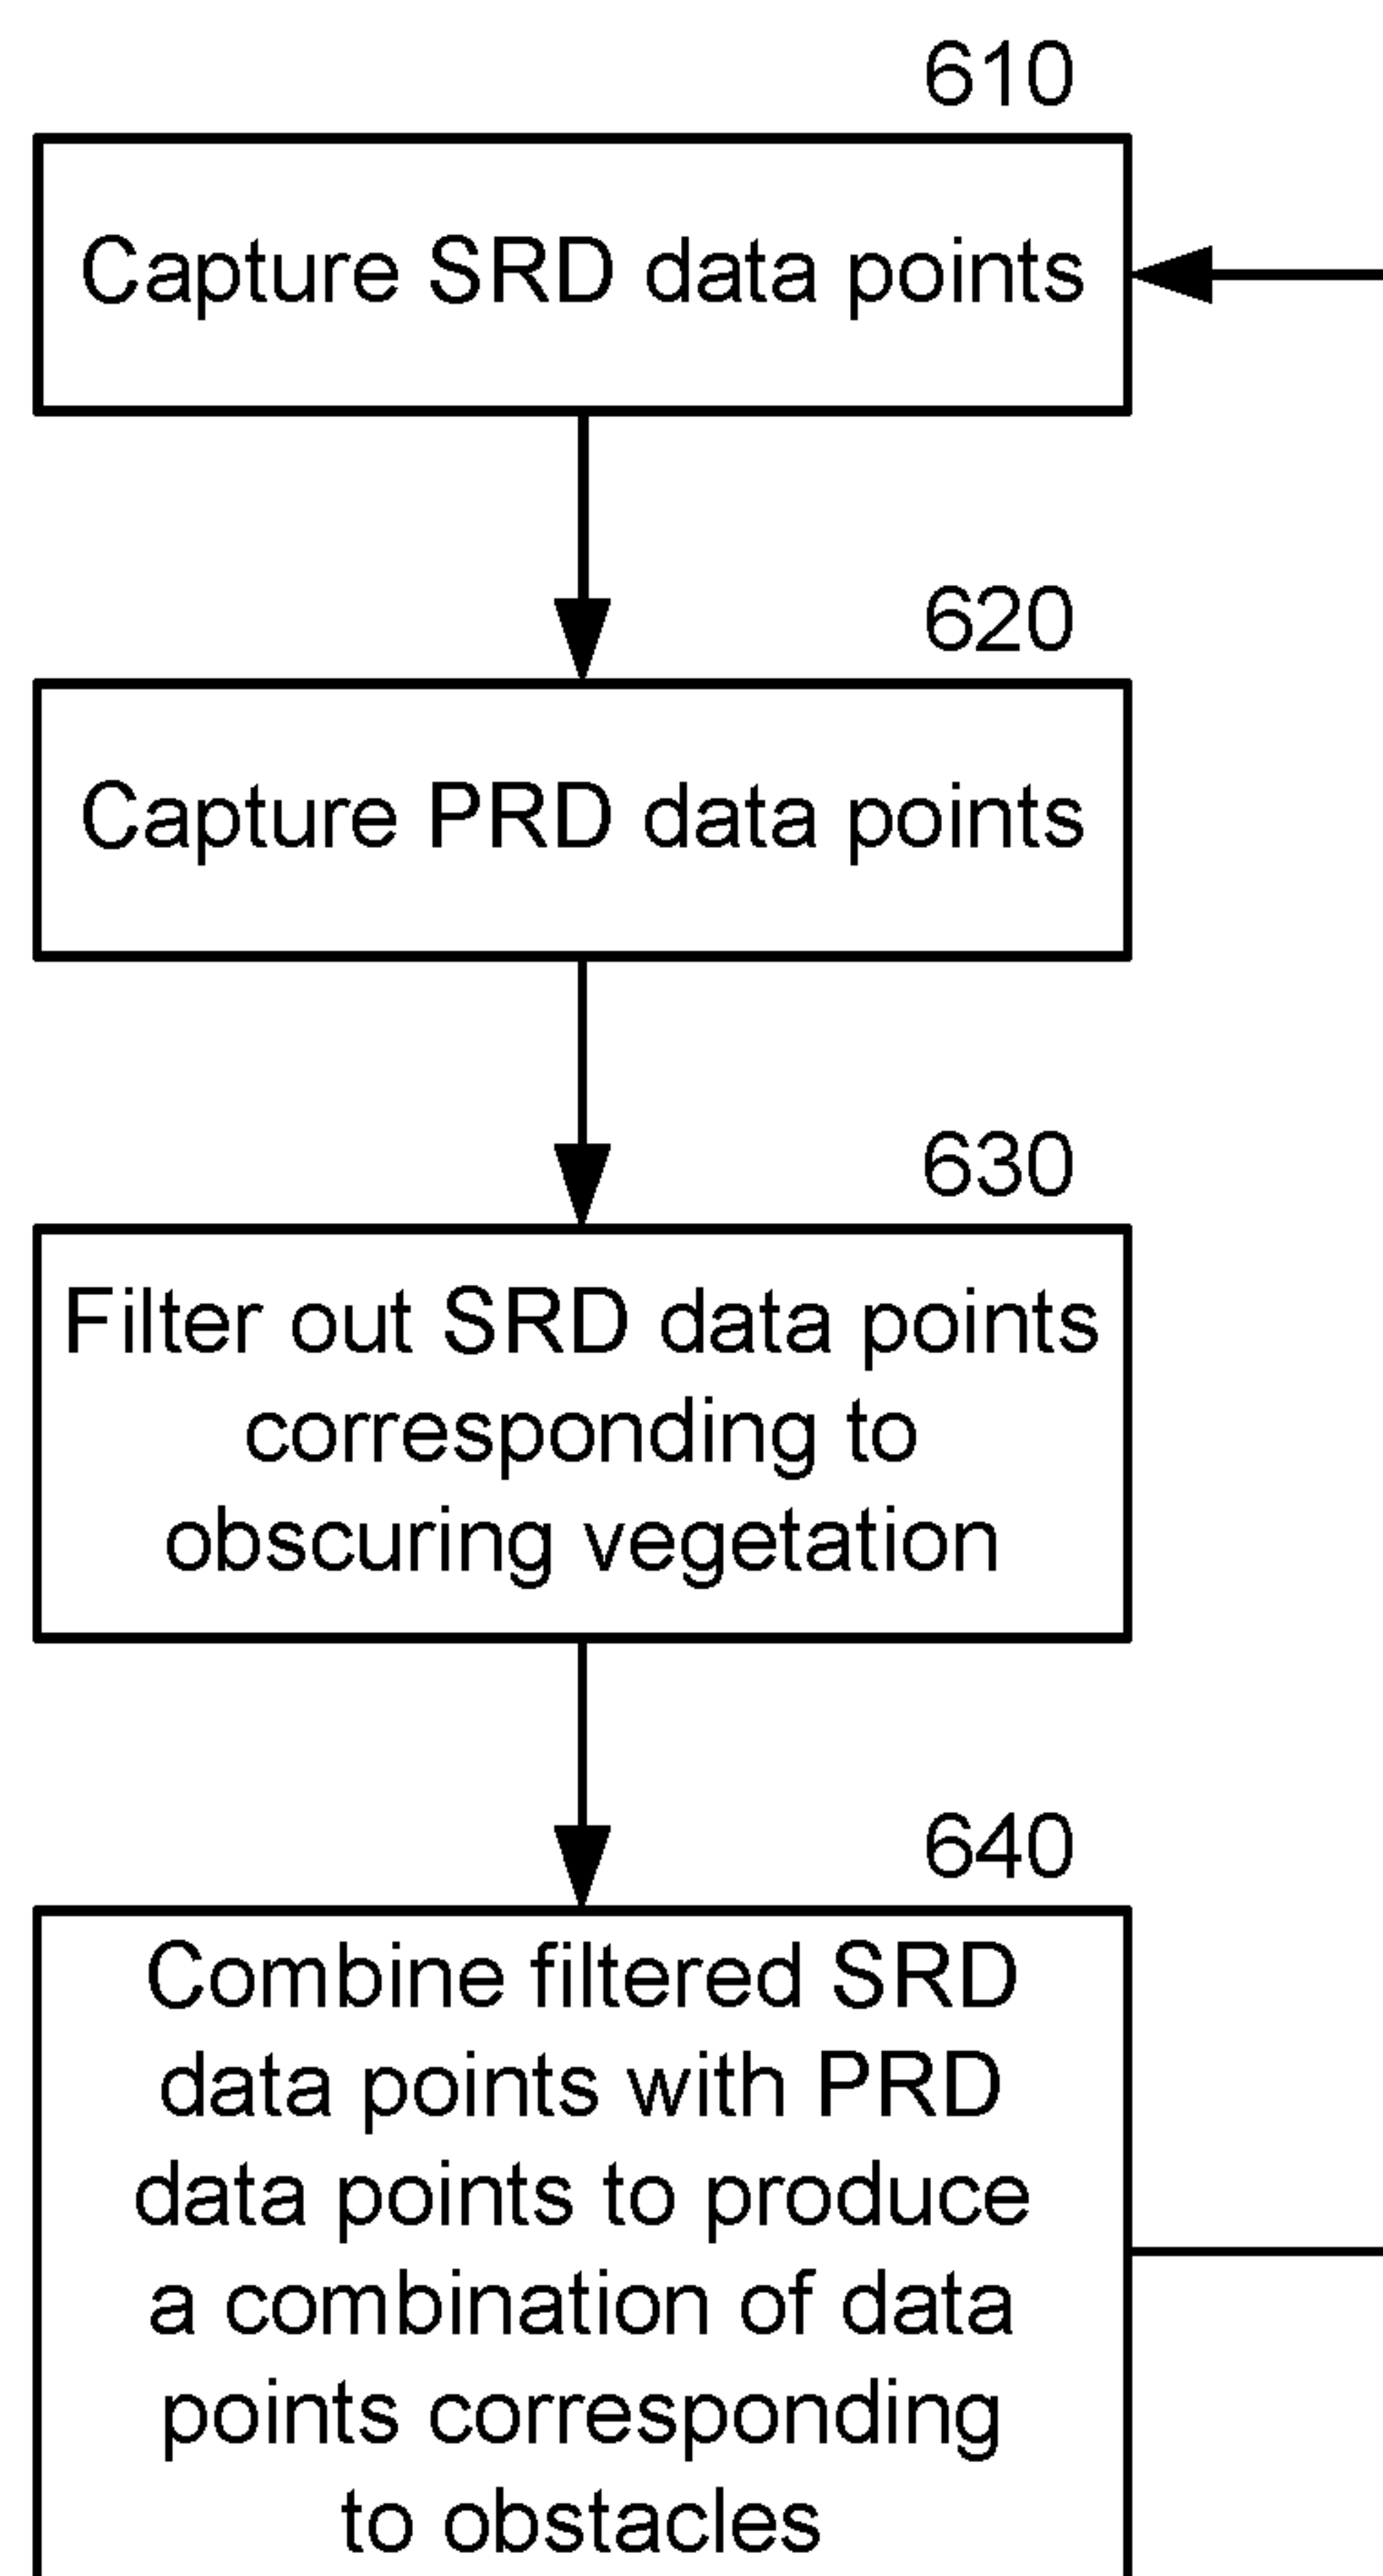 610
Capture SRD data points
620
Capture PRD data points
630
Filter out SRD data points
corresponding to
obscuring vegetation
640
Combine filtered SRD
data points with PRD
data points to produce
a combination of data
points corresponding
to obstacles